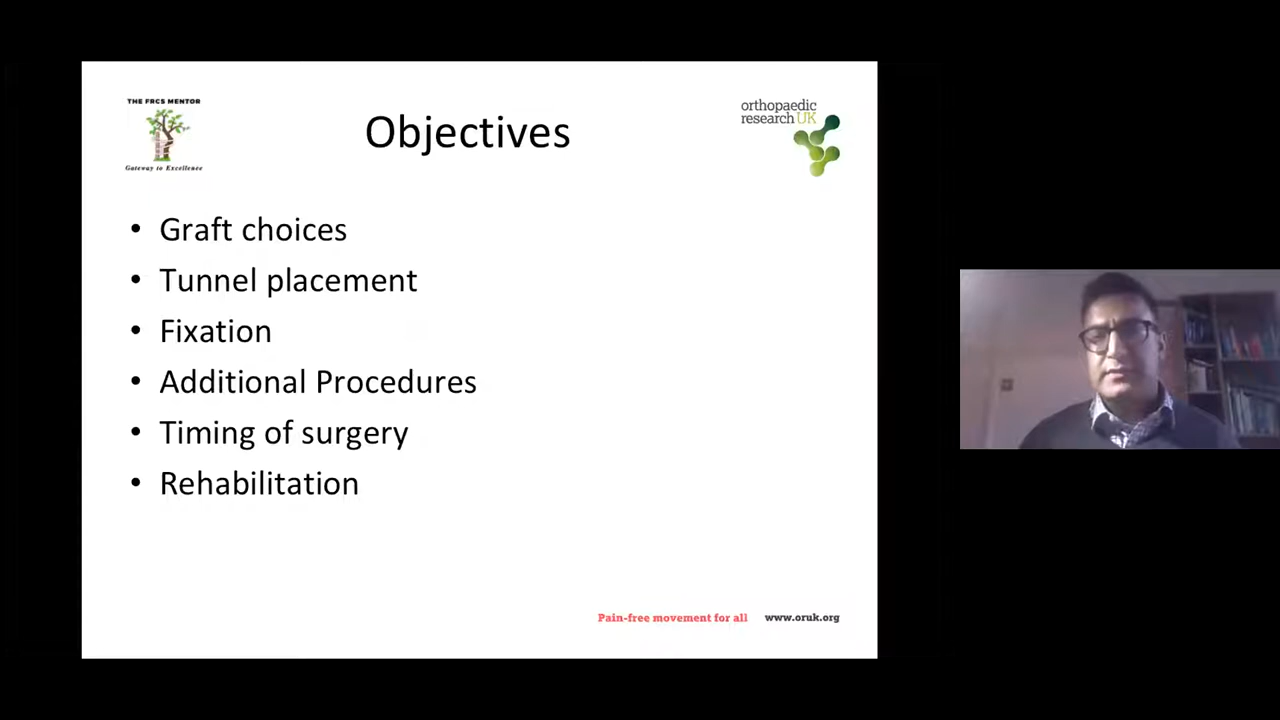 THE FRCS MENTOR
Gateway to Excellence
Objectives
orthopaedic
research UK
• Graft choices
• Tunnel placement
• Fixation
• Additional Procedures
• Timing of surgery
• Rehabilitation
Pain-free movement for all www.oruk.org